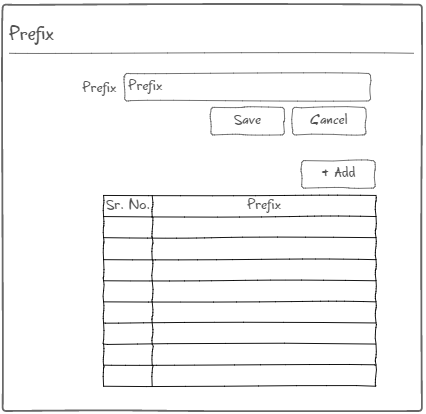 Prefix
Prefix Prefix
Save Cancel
+ Add
Sr. No. Prefix